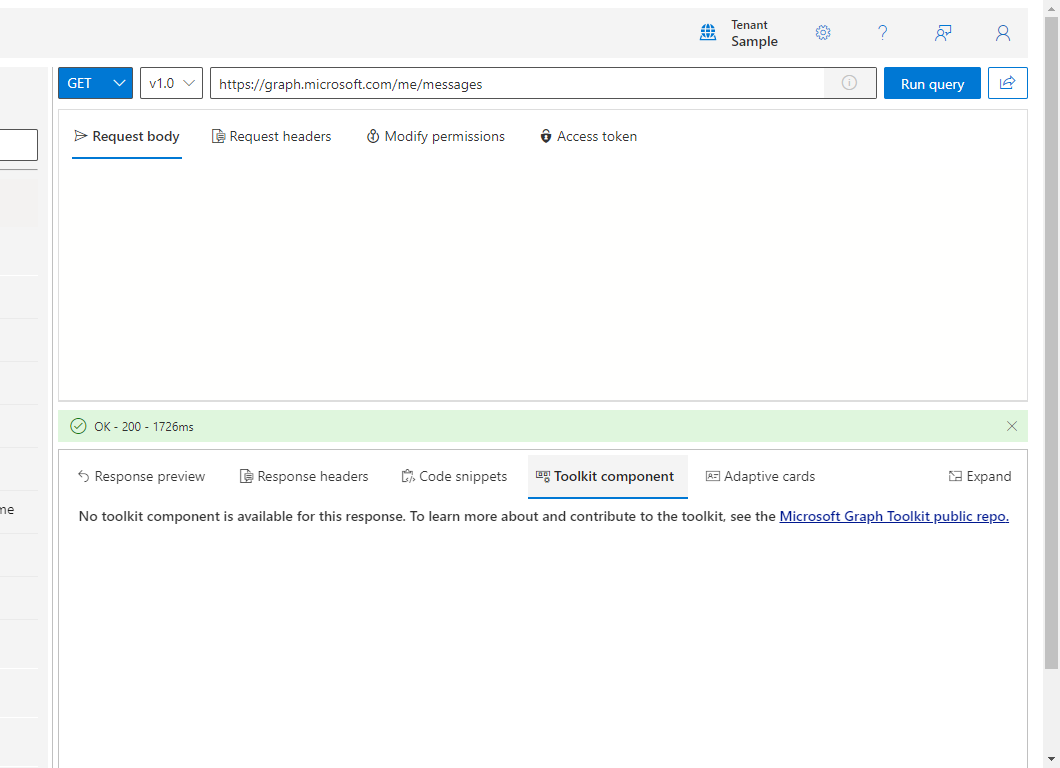 Tenant
Sample
GET
v1.0
https://graph.microsoft.com/me/messages
Run query
Request body
Request headers
Modify permissions
Access token
OK - 200 - 1726ms
Response preview
Response headers
Code snippets
Toolkit component
Adaptive cards
Expand
me
No toolkit component is available for this response. To learn more about and contribute to the toolkit, see the Microsoft Graph Toolkit public repo.